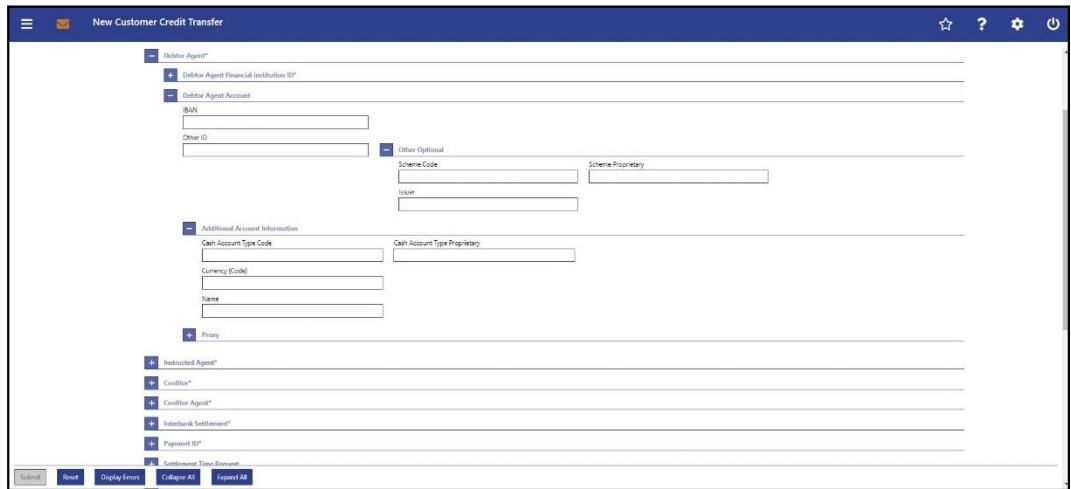 New Customer Credit Transfer
Debtor Agent*
Debtor Agent Financial Institution ID*
Debtor Agent Account
IBAN
Other ID
Other Optional
Scheme Code Scheme Proprietary
Issuer
Additional Account Information
Cash Account Type Code Cash Account Type Proprietary
Currency (Code)
Name
Proxy
Instructed Agent*
Creditor*
Creditor Agent*
Interbank Settlement*
Payment ID*
Settlement Time Request
Submit Reset Display Errors Collapse All Expand All